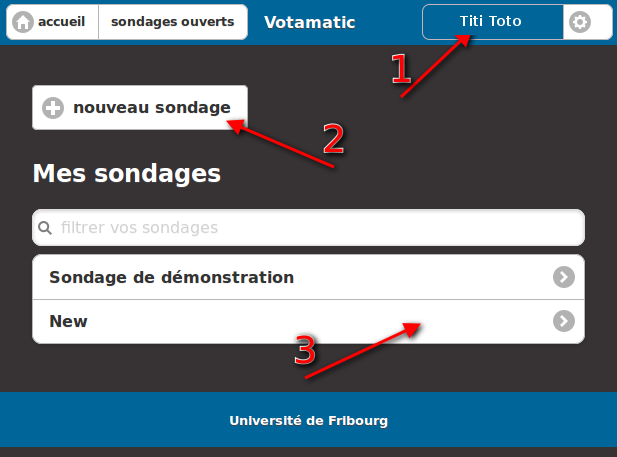 accueil sondages ouverts Votamatic Titi Toto
1
nouveau sondage
2
Mes sondages
filtrer vos sondages
Sondage de démonstration
New
3
Université de Fribourg